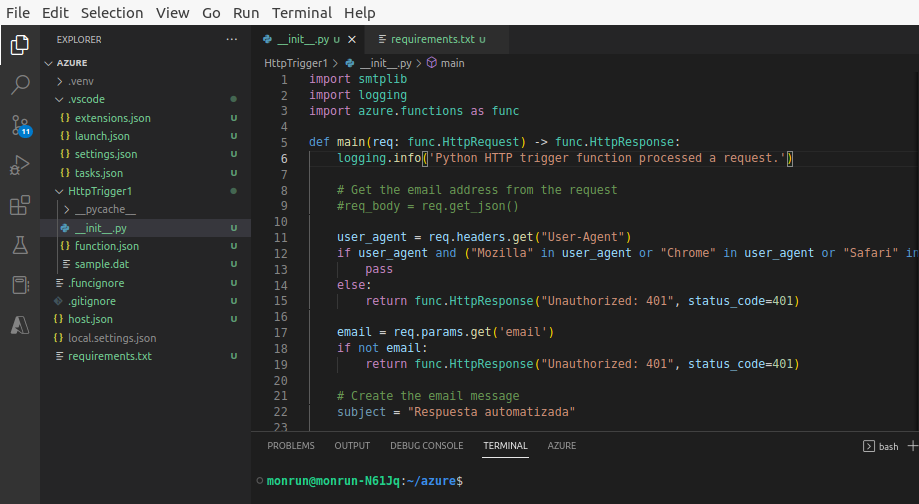 File Edit Selection View Go Run Terminal Help
EXPLORER ...
AZURE
.venv
.vscode
extensions.json U
launch.json U
settings.json U
tasks.json U
HttpTrigger1
__pycache__
__init__.py U
function.json U
sample.dat U
.funcignore U
.gitignore U
host.json U
local.settings.json
requirements.txt U
11
__init__.py U × requirements.txt U
HttpTrigger1 > __init__.py > main
1 import smtplib
2 import logging
3 import azure.functions as func
4
5 def main(req: func.HttpRequest) -> func.HttpResponse:
6 logging.info('Python HTTP trigger function processed a request.')
7
8 # Get the email address from the request
9 #req_body = req.get_json()
10
11 user_agent = req.headers.get("User-Agent")
12 if user_agent and ("Mozilla" in user_agent or "Chrome" in user_agent or "Safari" in
13 pass
14 else:
15 return func.HttpResponse("Unauthorized: 401", status_code=401)
16
17 email = req.params.get('email')
18 if not email:
19 return func.HttpResponse("Unauthorized: 401", status_code=401)
20
21 # Create the email message
22 subject = "Respuesta automatizada"
23
PROBLEMS OUTPUT DEBUG CONSOLE TERMINAL AZURE bash
monrun@monrun-N61Jq:~/azure$